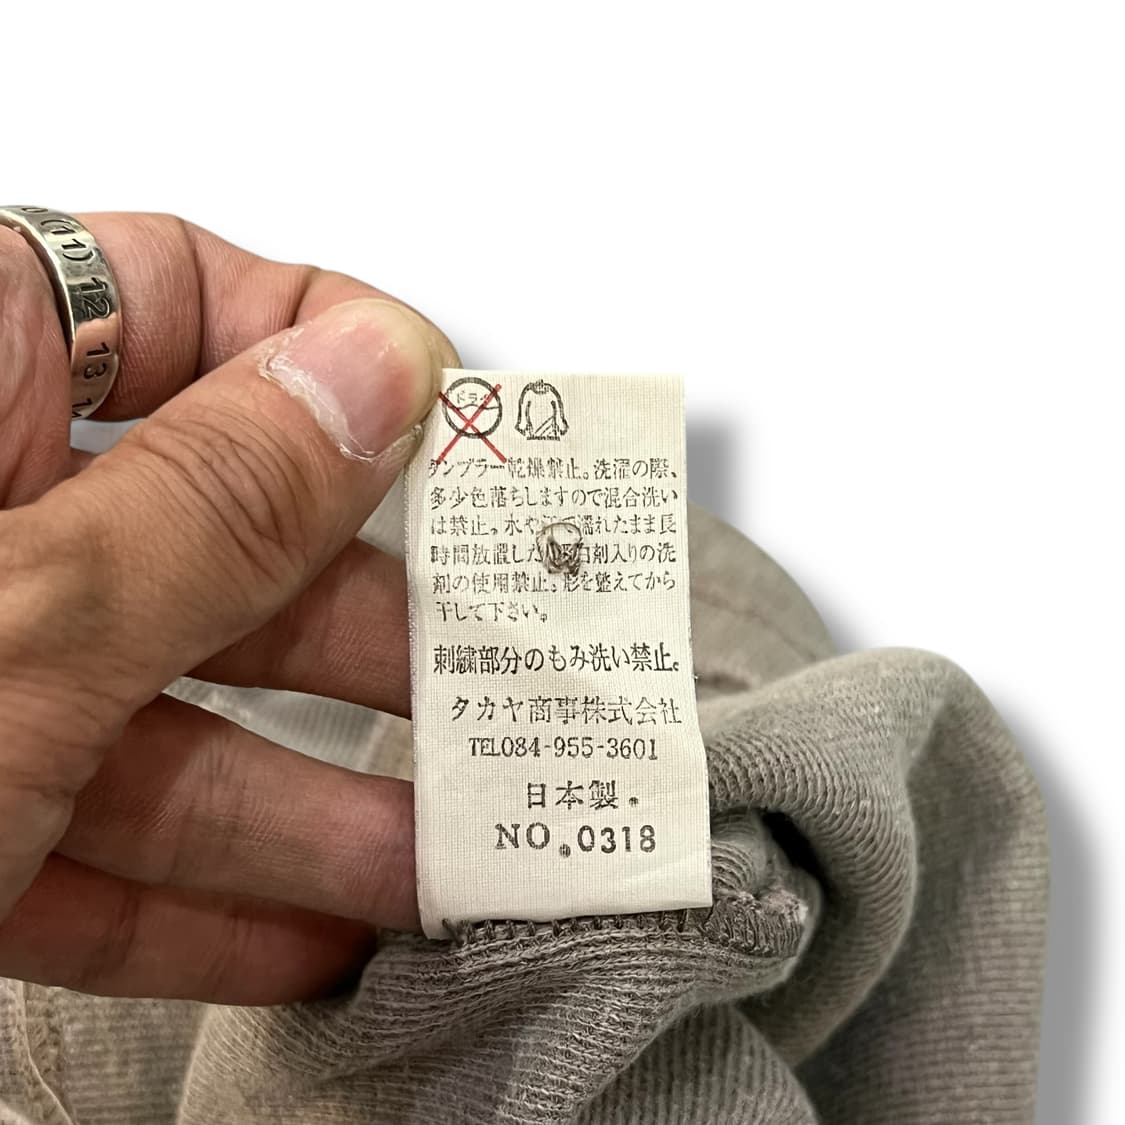 (11) 12 13 14
ドライ
タンブラー乾燥禁止。洗濯の際、
多少色落ちしますので混合洗い
は禁止。水や 濡れたまま長
時間放置した 白剤入りの洗
剤の使用禁止。形を整えてから
干して下さい。
刺繍部分のもみ洗い禁止。
タカヤ商事株式会社
TEL084-955-3601
日本製.
NO.0318